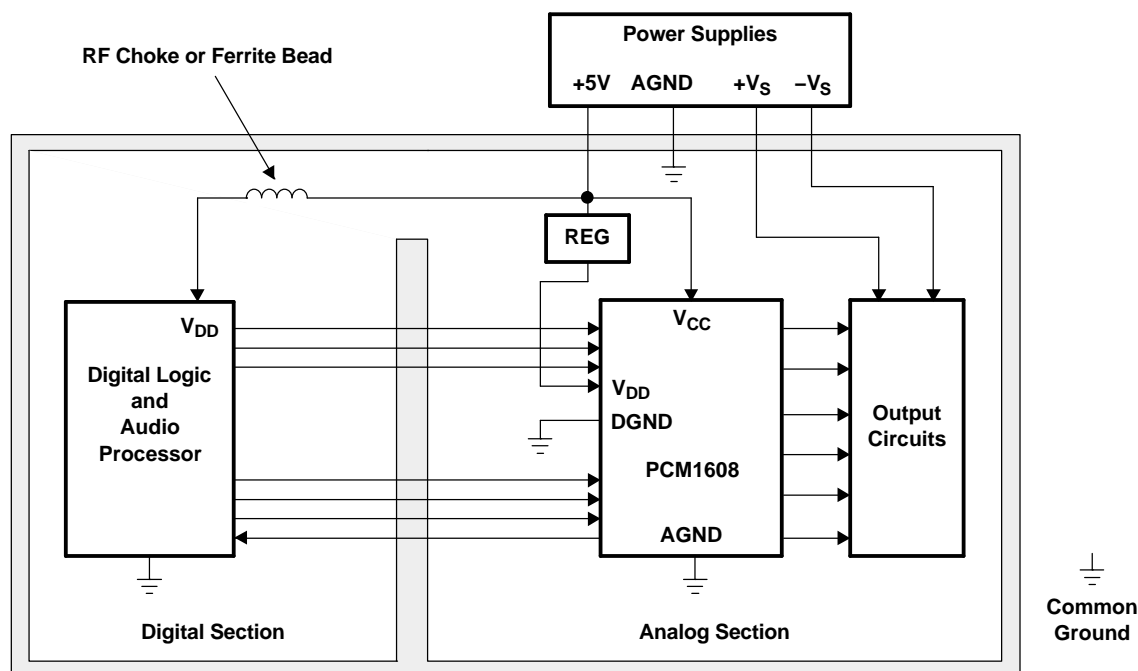 Power Supplies
RF Choke or Ferrite Bead
+5V AGND +VS –VS
REG
VDD
Digital Logic
and
Audio
Processor
VCC
VDD
DGND
PCM1608
AGND
Output
Circuits
Digital Section
Analog Section
Common
Ground